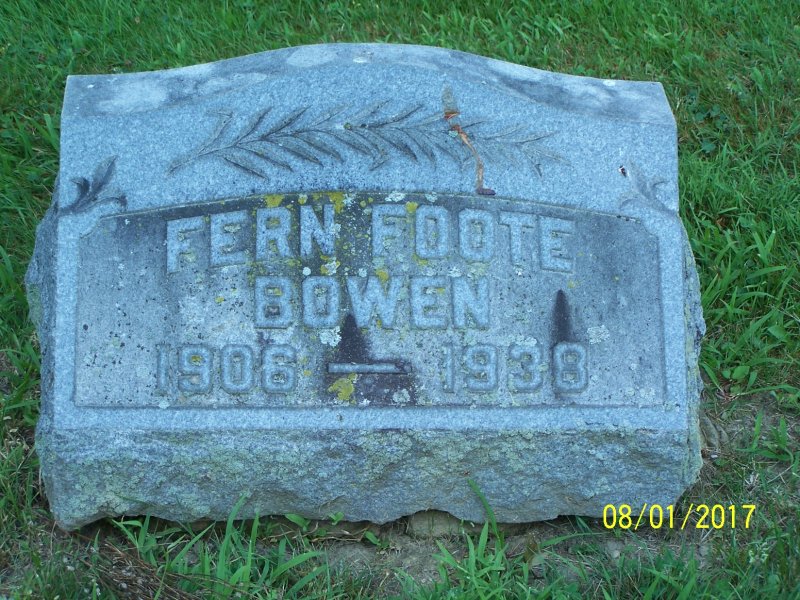 FERN FOOTE
BOWEN
1906 — 1938
08/01/2017